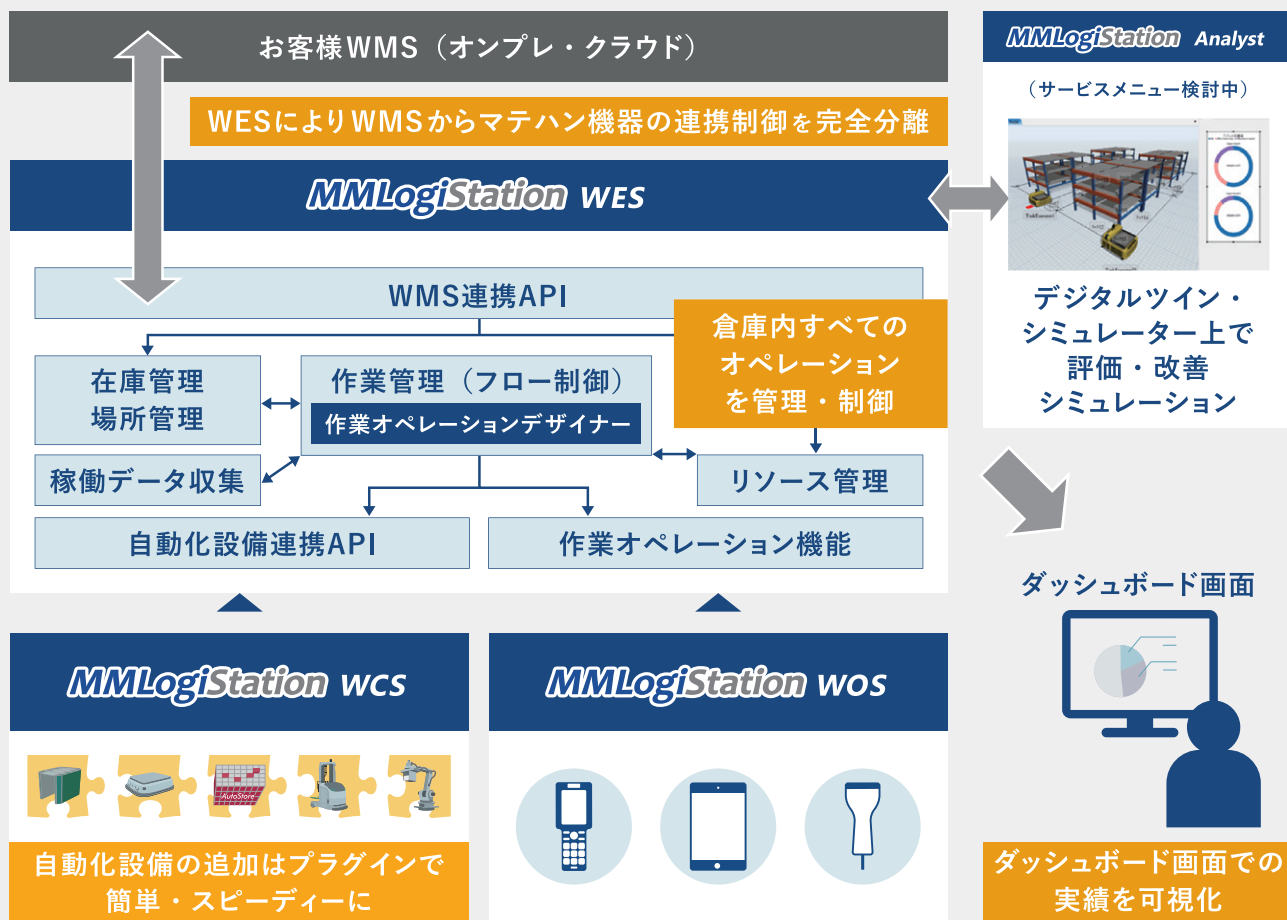 お客様WMS（オンプレ・クラウド）
WESによりWMSからマテハン機器の連携制御を完全分離
MMLogiStation WES
WMS連携API
倉庫内すべての
オペレーション
を管理・制御
在庫管理
場所管理
作業管理（フロー制御）
作業オペレーションデザイナー
稼働データ収集
リソース管理
自動化設備連携API
作業オペレーション機能
MMLogiStation WCS
AutoStore
自動化設備の追加はプラグインで
簡単・スピーディーに
MMLogiStation WOS
MMLogiStation Analyst
（サービスメニュー検討中）
デジタルツイン・
シミュレーター上で
評価・改善
シミュレーション
ダッシュボード画面
ダッシュボード画面での
実績を可視化